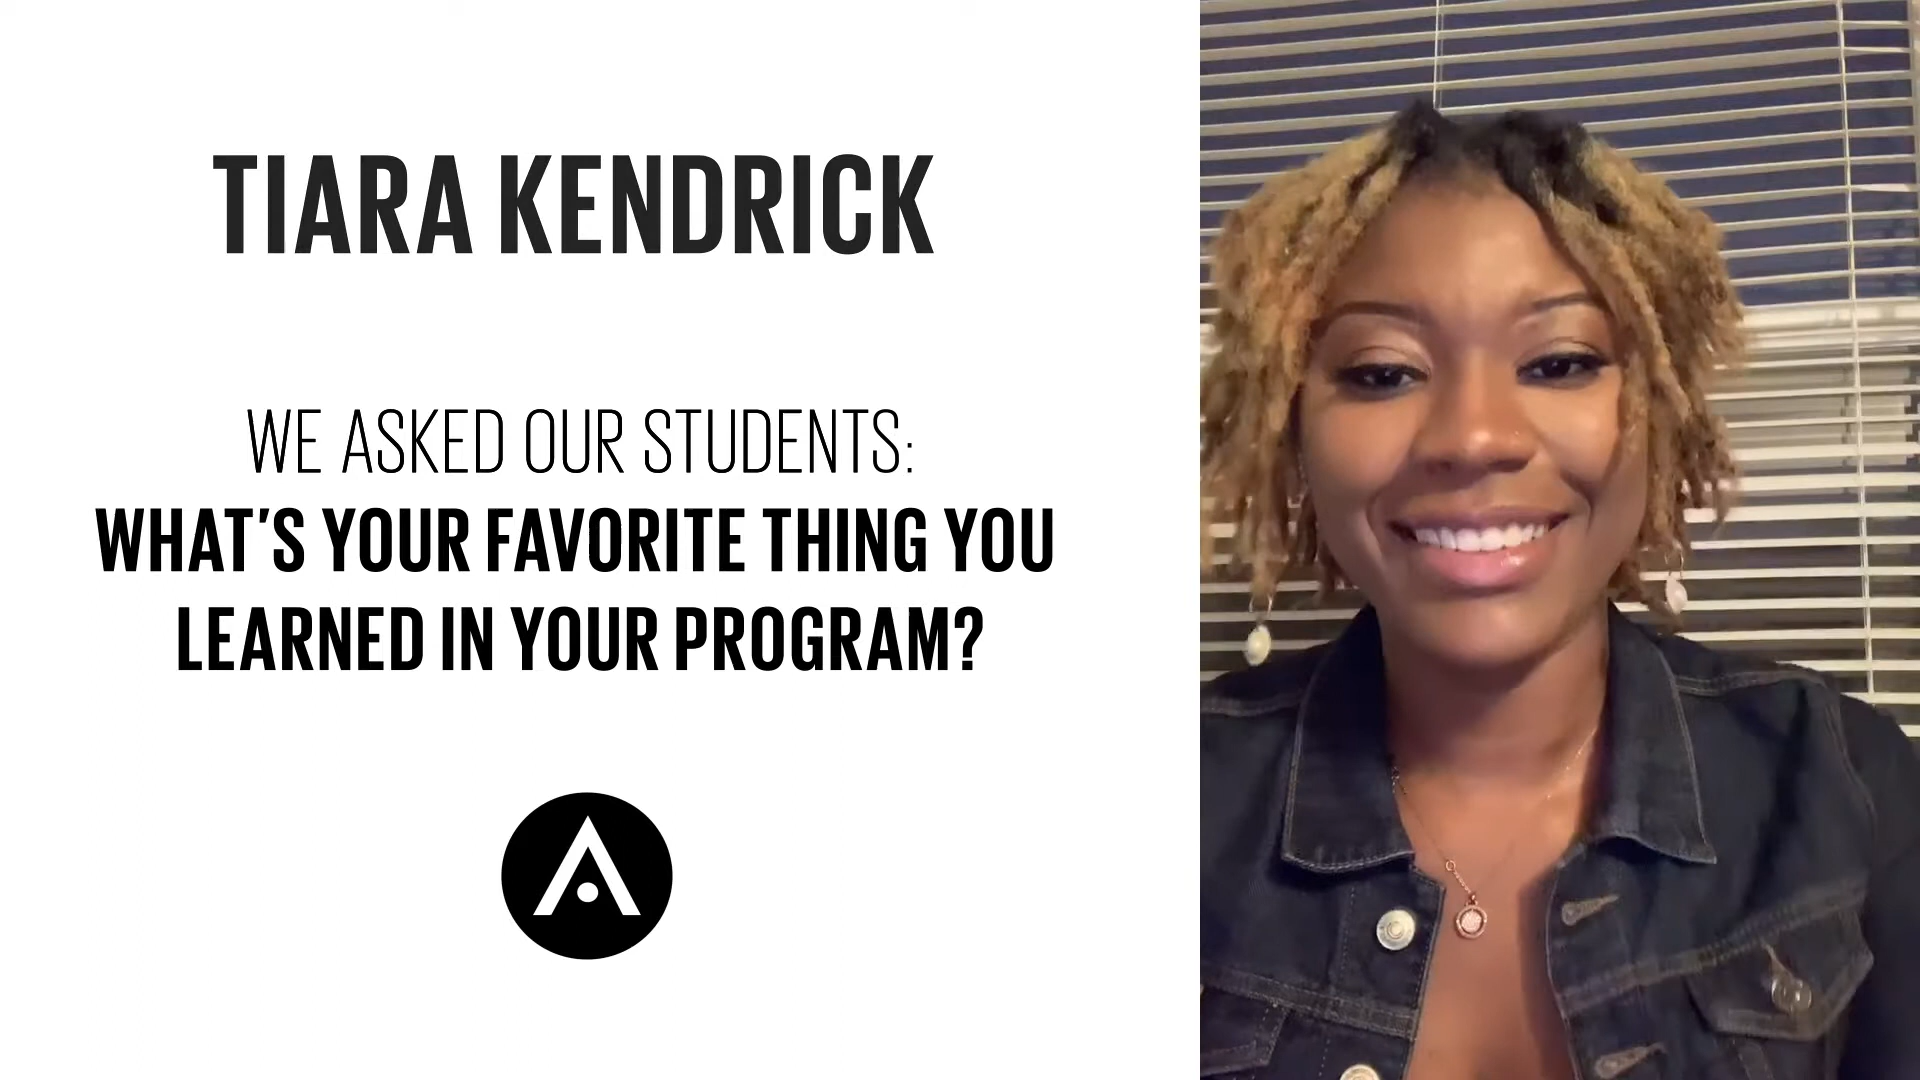 TIARA KENDRICK
WE ASKED OUR STUDENTS:
WHAT'S YOUR FAVORITE THING YOU
LEARNED IN YOUR PROGRAM?